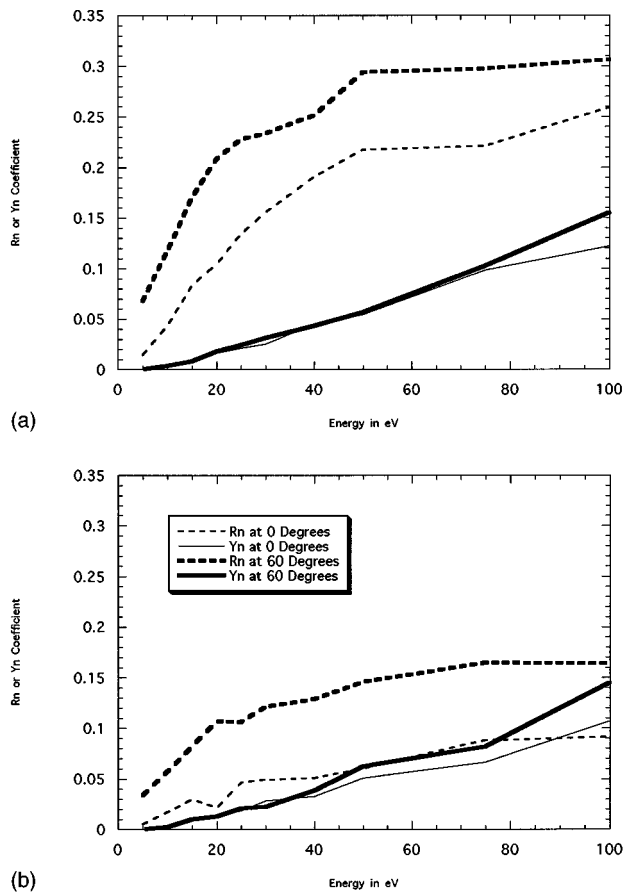 0.35
0.3
0.25
0.2
0.15
0.1
0.05
0
Rn or Yn Coefficient
0 20 40 60 80 100
Energy in eV
(a)
0.35
0.3
0.25
0.2
0.15
0.1
0.05
0
Rn or Yn Coefficient
Rn at 0 Degrees
Yn at 0 Degrees
Rn at 60 Degrees
Yn at 60 Degrees
0 20 40 60 80 100
Energy in eV
(b)